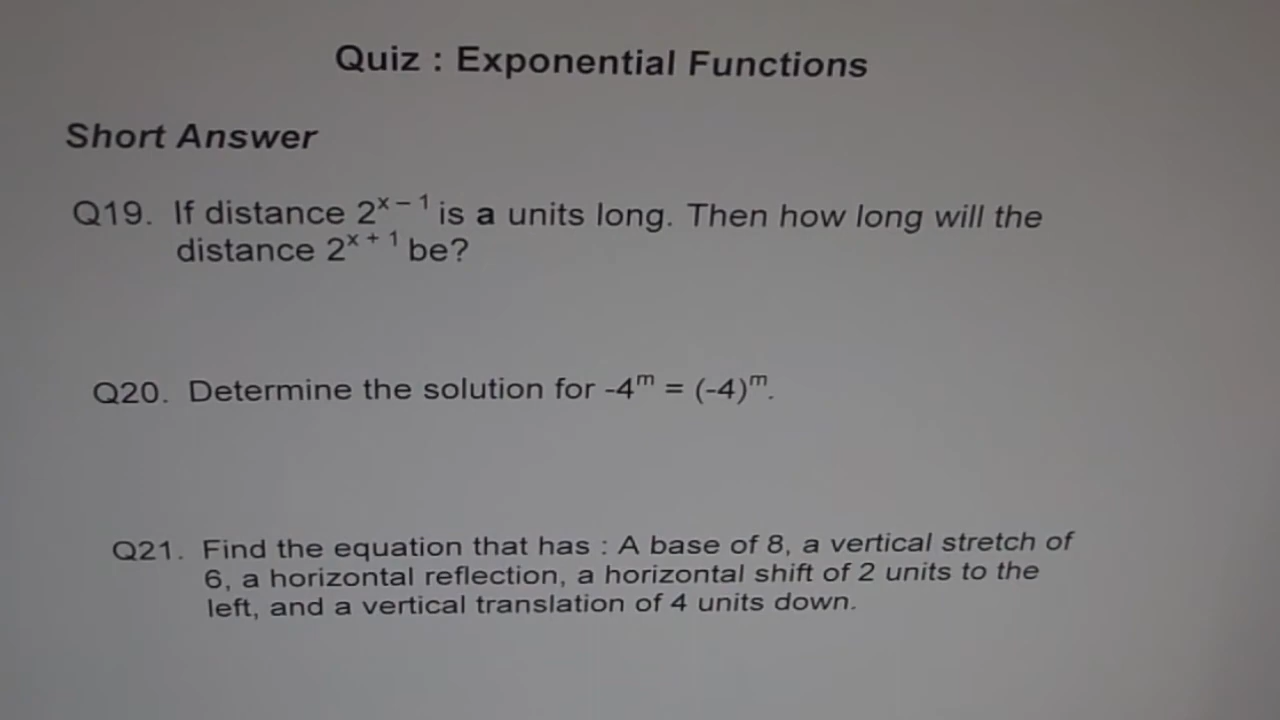 Quiz : Exponential Functions
Short Answer
Q19. If distance 2^{x – 1} is a units long. Then how long will the
distance 2^{x + 1} be?
Q20. Determine the solution for -4^m = (-4)^m.
Q21. Find the equation that has : A base of 8, a vertical stretch of
6, a horizontal reflection, a horizontal shift of 2 units to the
left, and a vertical translation of 4 units down.